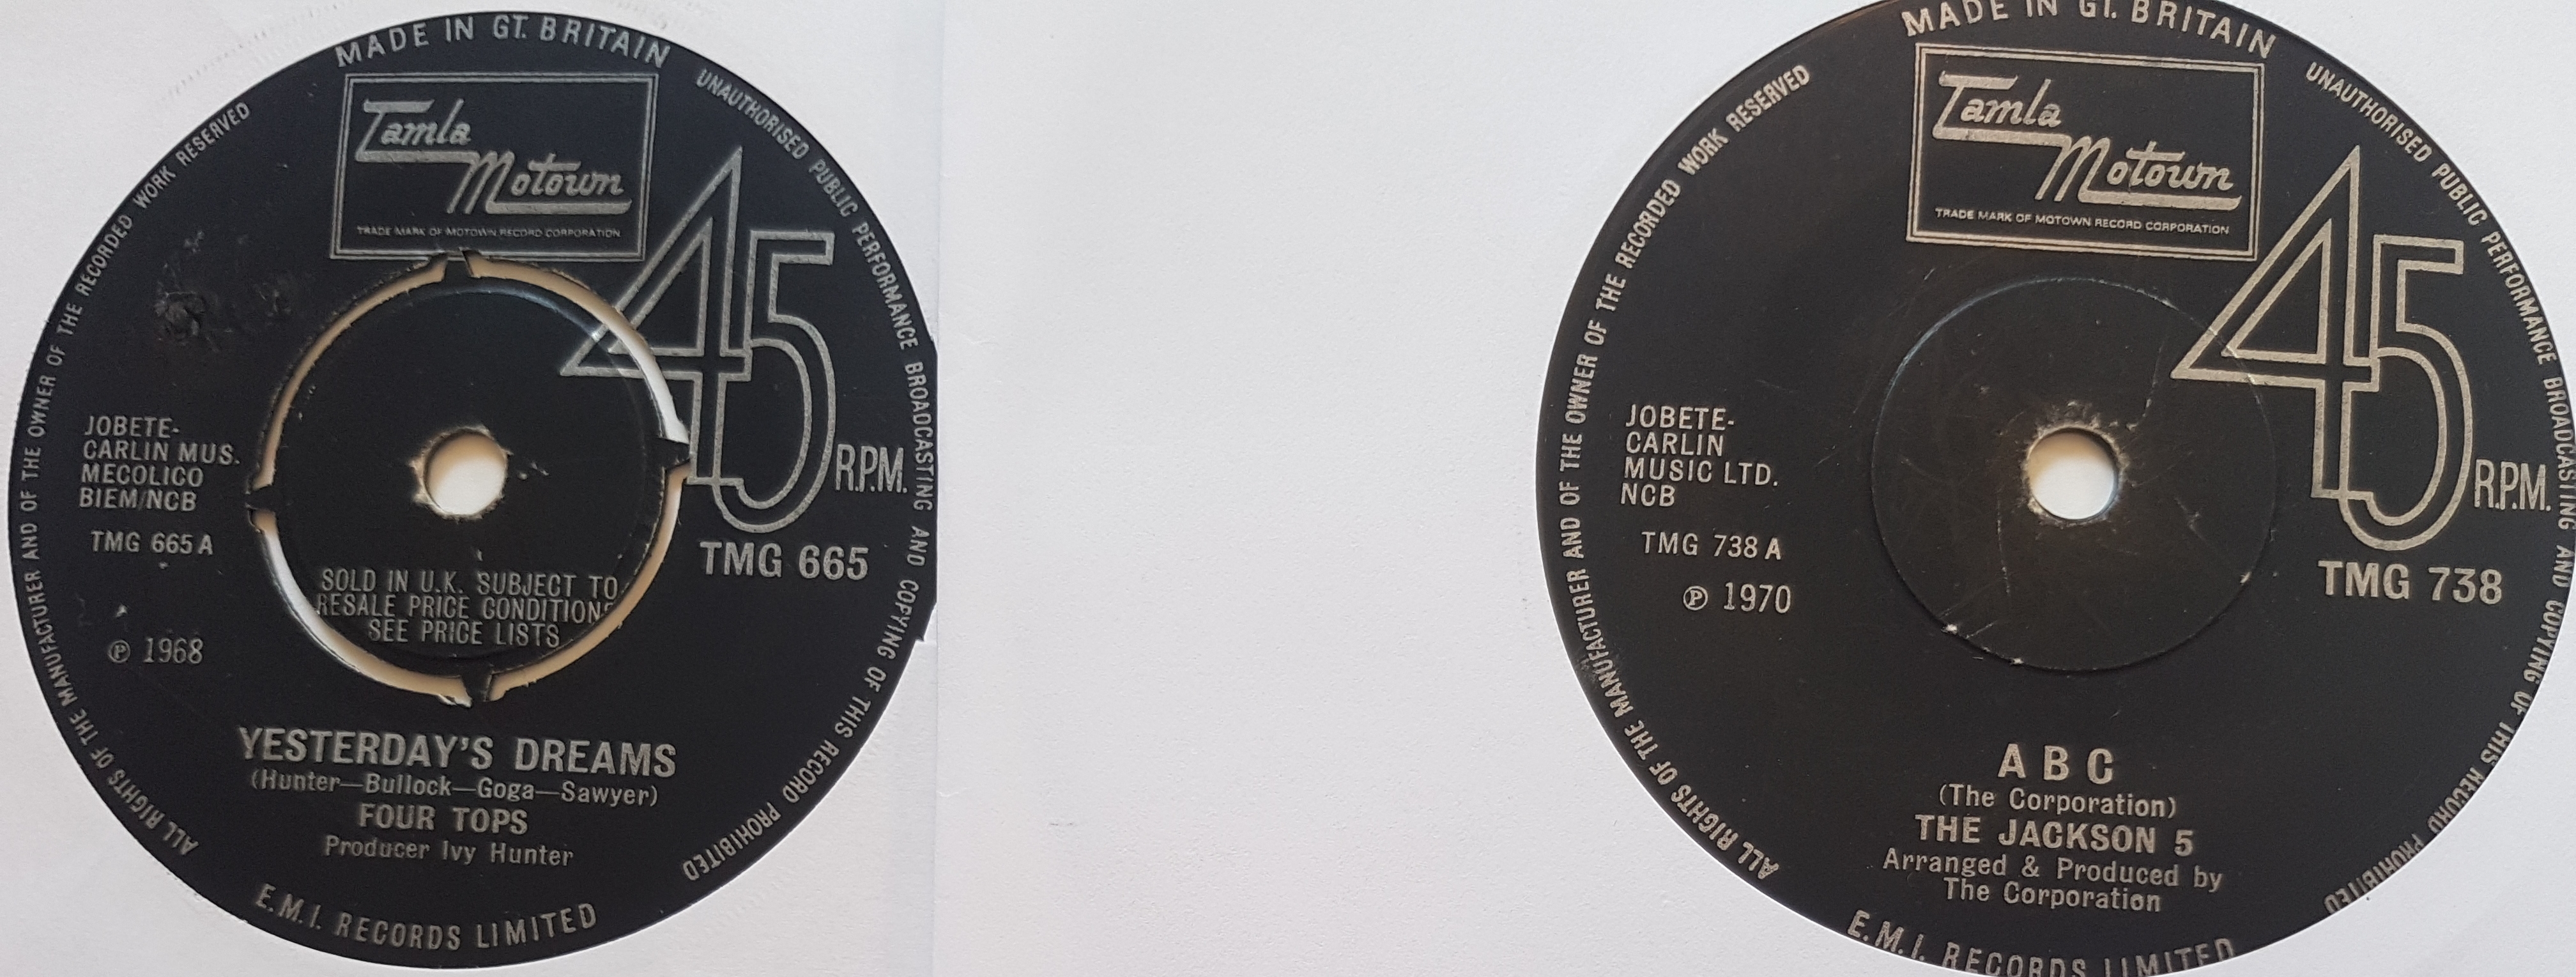 MADE IN GT. BRITAIN
Tamla
Motown
TRADE MARK OF MOTOWN RECORD CORPORATION
45
R.P.M.
JOBETE-
CARLIN MUS.
MECOLICO
BIEM/NCB
TMG 665 A
TMG 665
SOLD IN U.K. SUBJECT TO
RESALE PRICE CONDITIONS
SEE PRICE LISTS
℗ 1968
YESTERDAY'S DREAMS
(Hunter—Bullock—Goga—Sawyer)
FOUR TOPS
Producer Ivy Hunter
E.M.I. RECORDS LIMITED
ALL RIGHTS OF THE MANUFACTURER AND OF THE OWNER OF THE RECORDED WORK RESERVED
UNAUTHORISED PUBLIC PERFORMANCE BROADCASTING AND COPYING OF THIS RECORD PROHIBITED
MADE IN GT. BRITAIN
Tamla
Motown
TRADE MARK OF MOTOWN RECORD CORPORATION
45
R.P.M.
JOBETE-
CARLIN
MUSIC LTD.
NCB
TMG 738 A
TMG 738
℗ 1970
A B C
(The Corporation)
THE JACKSON 5
Arranged & Produced by
The Corporation
E.M.I. RECORDS LIMITED
ALL RIGHTS OF THE MANUFACTURER AND OF THE OWNER OF THE RECORDED WORK RESERVED
UNAUTHORISED PUBLIC PERFORMANCE BROADCASTING AND COPYING OF THIS RECORD PROHIBITED